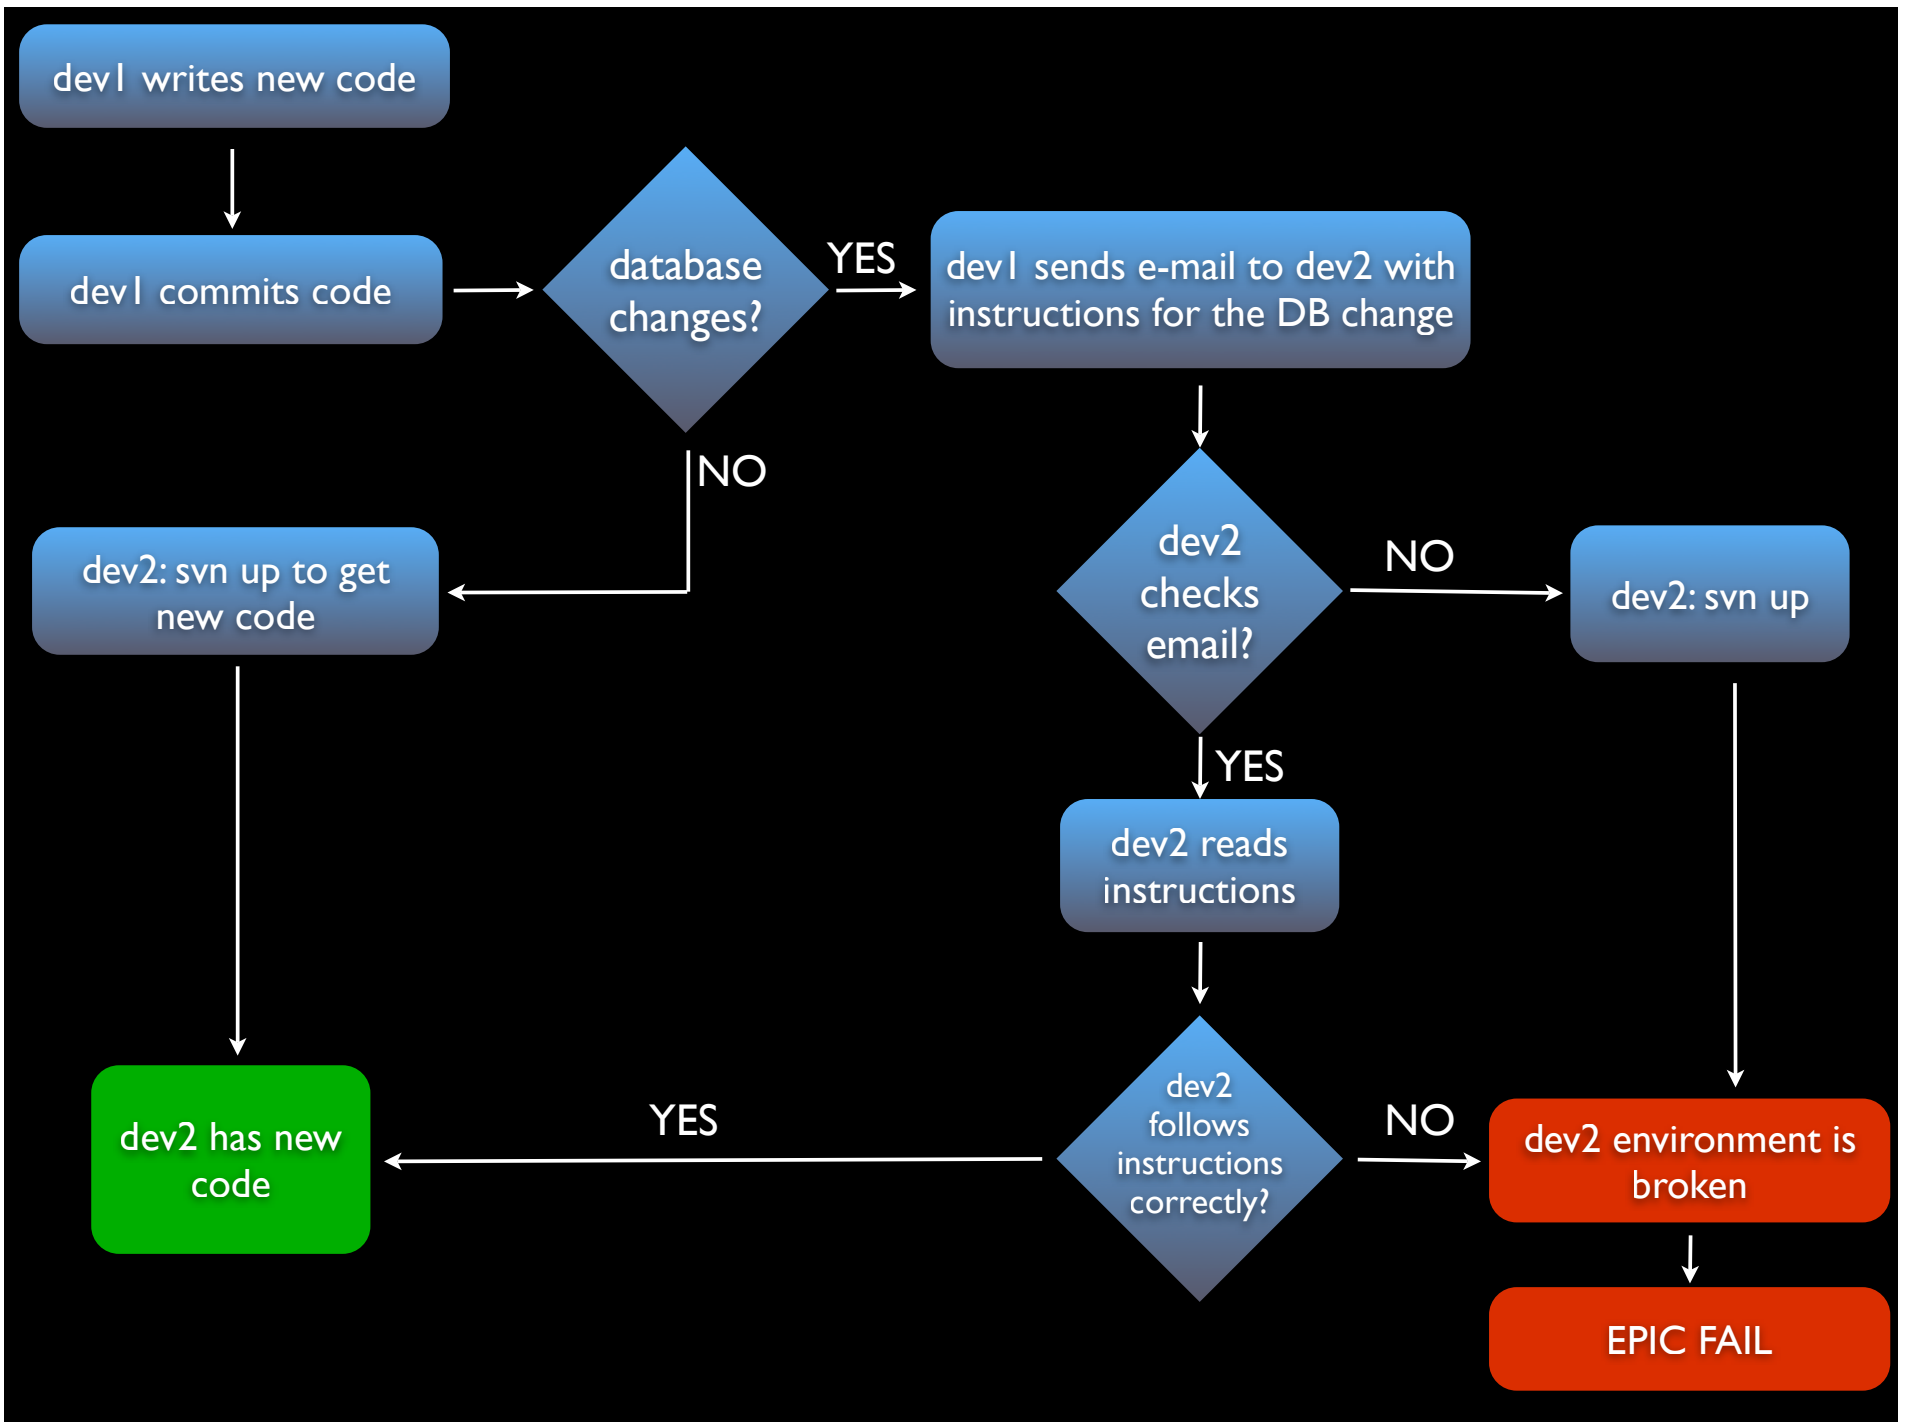 dev1 writes new code
dev1 commits code
database
changes?
YES
dev1 sends e-mail to dev2 with
instructions for the DB change
NO
dev2: svn up to get
new code
dev2
checks
email?
NO
dev2: svn up
YES
dev2 reads
instructions
dev2 has new
code
YES
dev2
follows
instructions
correctly?
NO
dev2 environment is
broken
EPIC FAIL